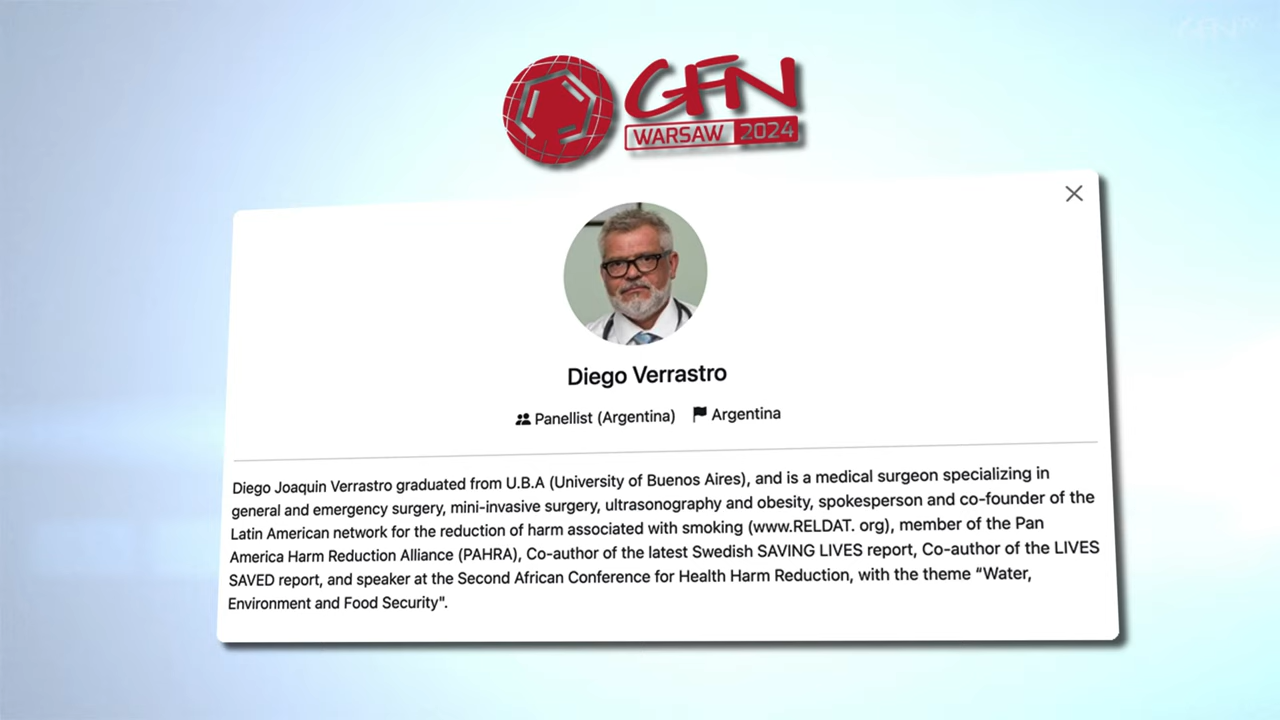 GFN TV
GFN
WARSAW 2024
Diego Verrastro
Panellist (Argentina) Argentina
Diego Joaquin Verrastro graduated from U.B.A (University of Buenos Aires), and is a medical surgeon specializing in
general and emergency surgery, mini-invasive surgery, ultrasonography and obesity, spokesperson and co-founder of the
Latin American network for the reduction of harm associated with smoking (www.RELDAT. org), member of the Pan
America Harm Reduction Alliance (PAHRA), Co-author of the latest Swedish SAVING LIVES report, Co-author of the LIVES
SAVED report, and speaker at the Second African Conference for Health Harm Reduction, with the theme “Water,
Environment and Food Security".